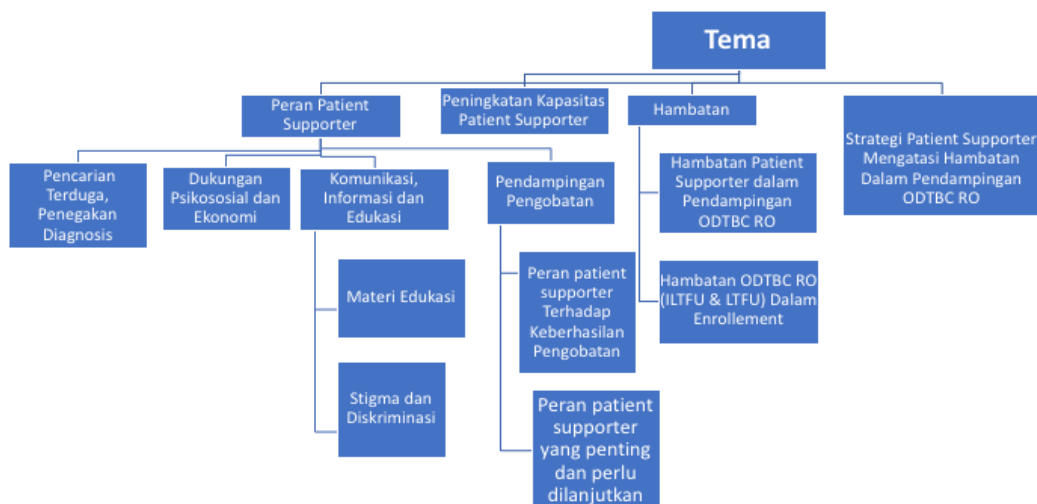 Tema
Peran Patient
Supporter
Peningkatan Kapasitas
Patient Supporter
Hambatan
Strategi Patient Supporter
Mengatasi Hambatan
Dalam Pendampingan
ODTBC RO
Pencarian
Terduga,
Penegakan
Diagnosis
Dukungan
Psikososial dan
Ekonomi
Komunikasi,
Informasi dan
Edukasi
Pendampingan
Pengobatan
Hambatan Patient
Supporter dalam
Pendampingan
ODTBC RO
Materi Edukasi
Stigma dan
Diskriminasi
Peran patient
supporter
Terhadap
Keberhasilan
Pengobatan
Peran patient
supporter
yang penting
dan perlu
dilanjutkan
Hambatan ODTBC RO
(ILTFU & LTFU) Dalam
Enrollement